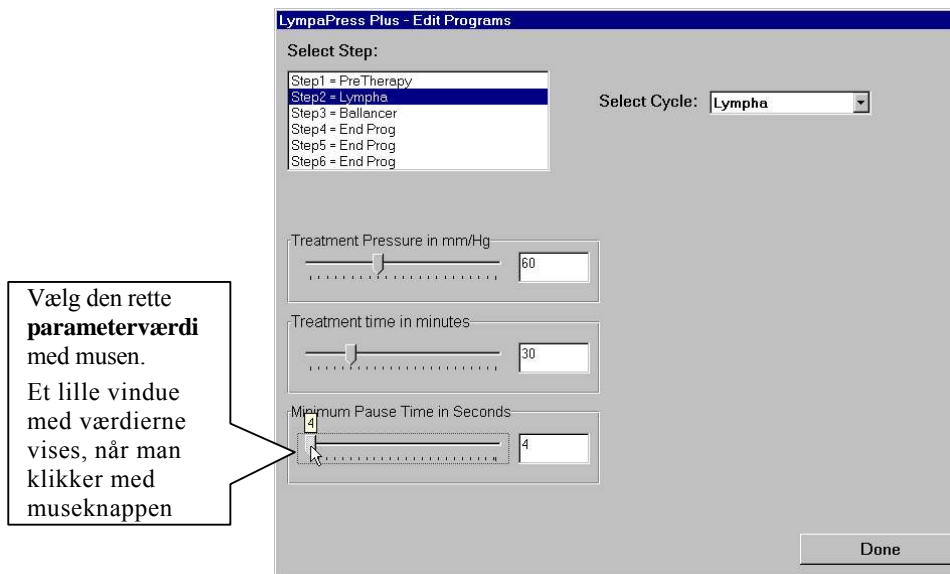 LympaPress Plus - Edit Programs
Select Step:
Step1 = PreTherapy
Step2 = Lympha
Step3 = Ballancer
Step4 = End Prog
Step5 = End Prog
Step6 = End Prog
Select Cycle:
Lympha
Treatment Pressure in mm/Hg
60
Treatment time in minutes
30
Minimum Pause Time in Seconds
4
4
Vælg den rette
parameterværdi
med musen.
Et lille vindue
med værdierne
vises, når man
klikker med
museknappen
Done